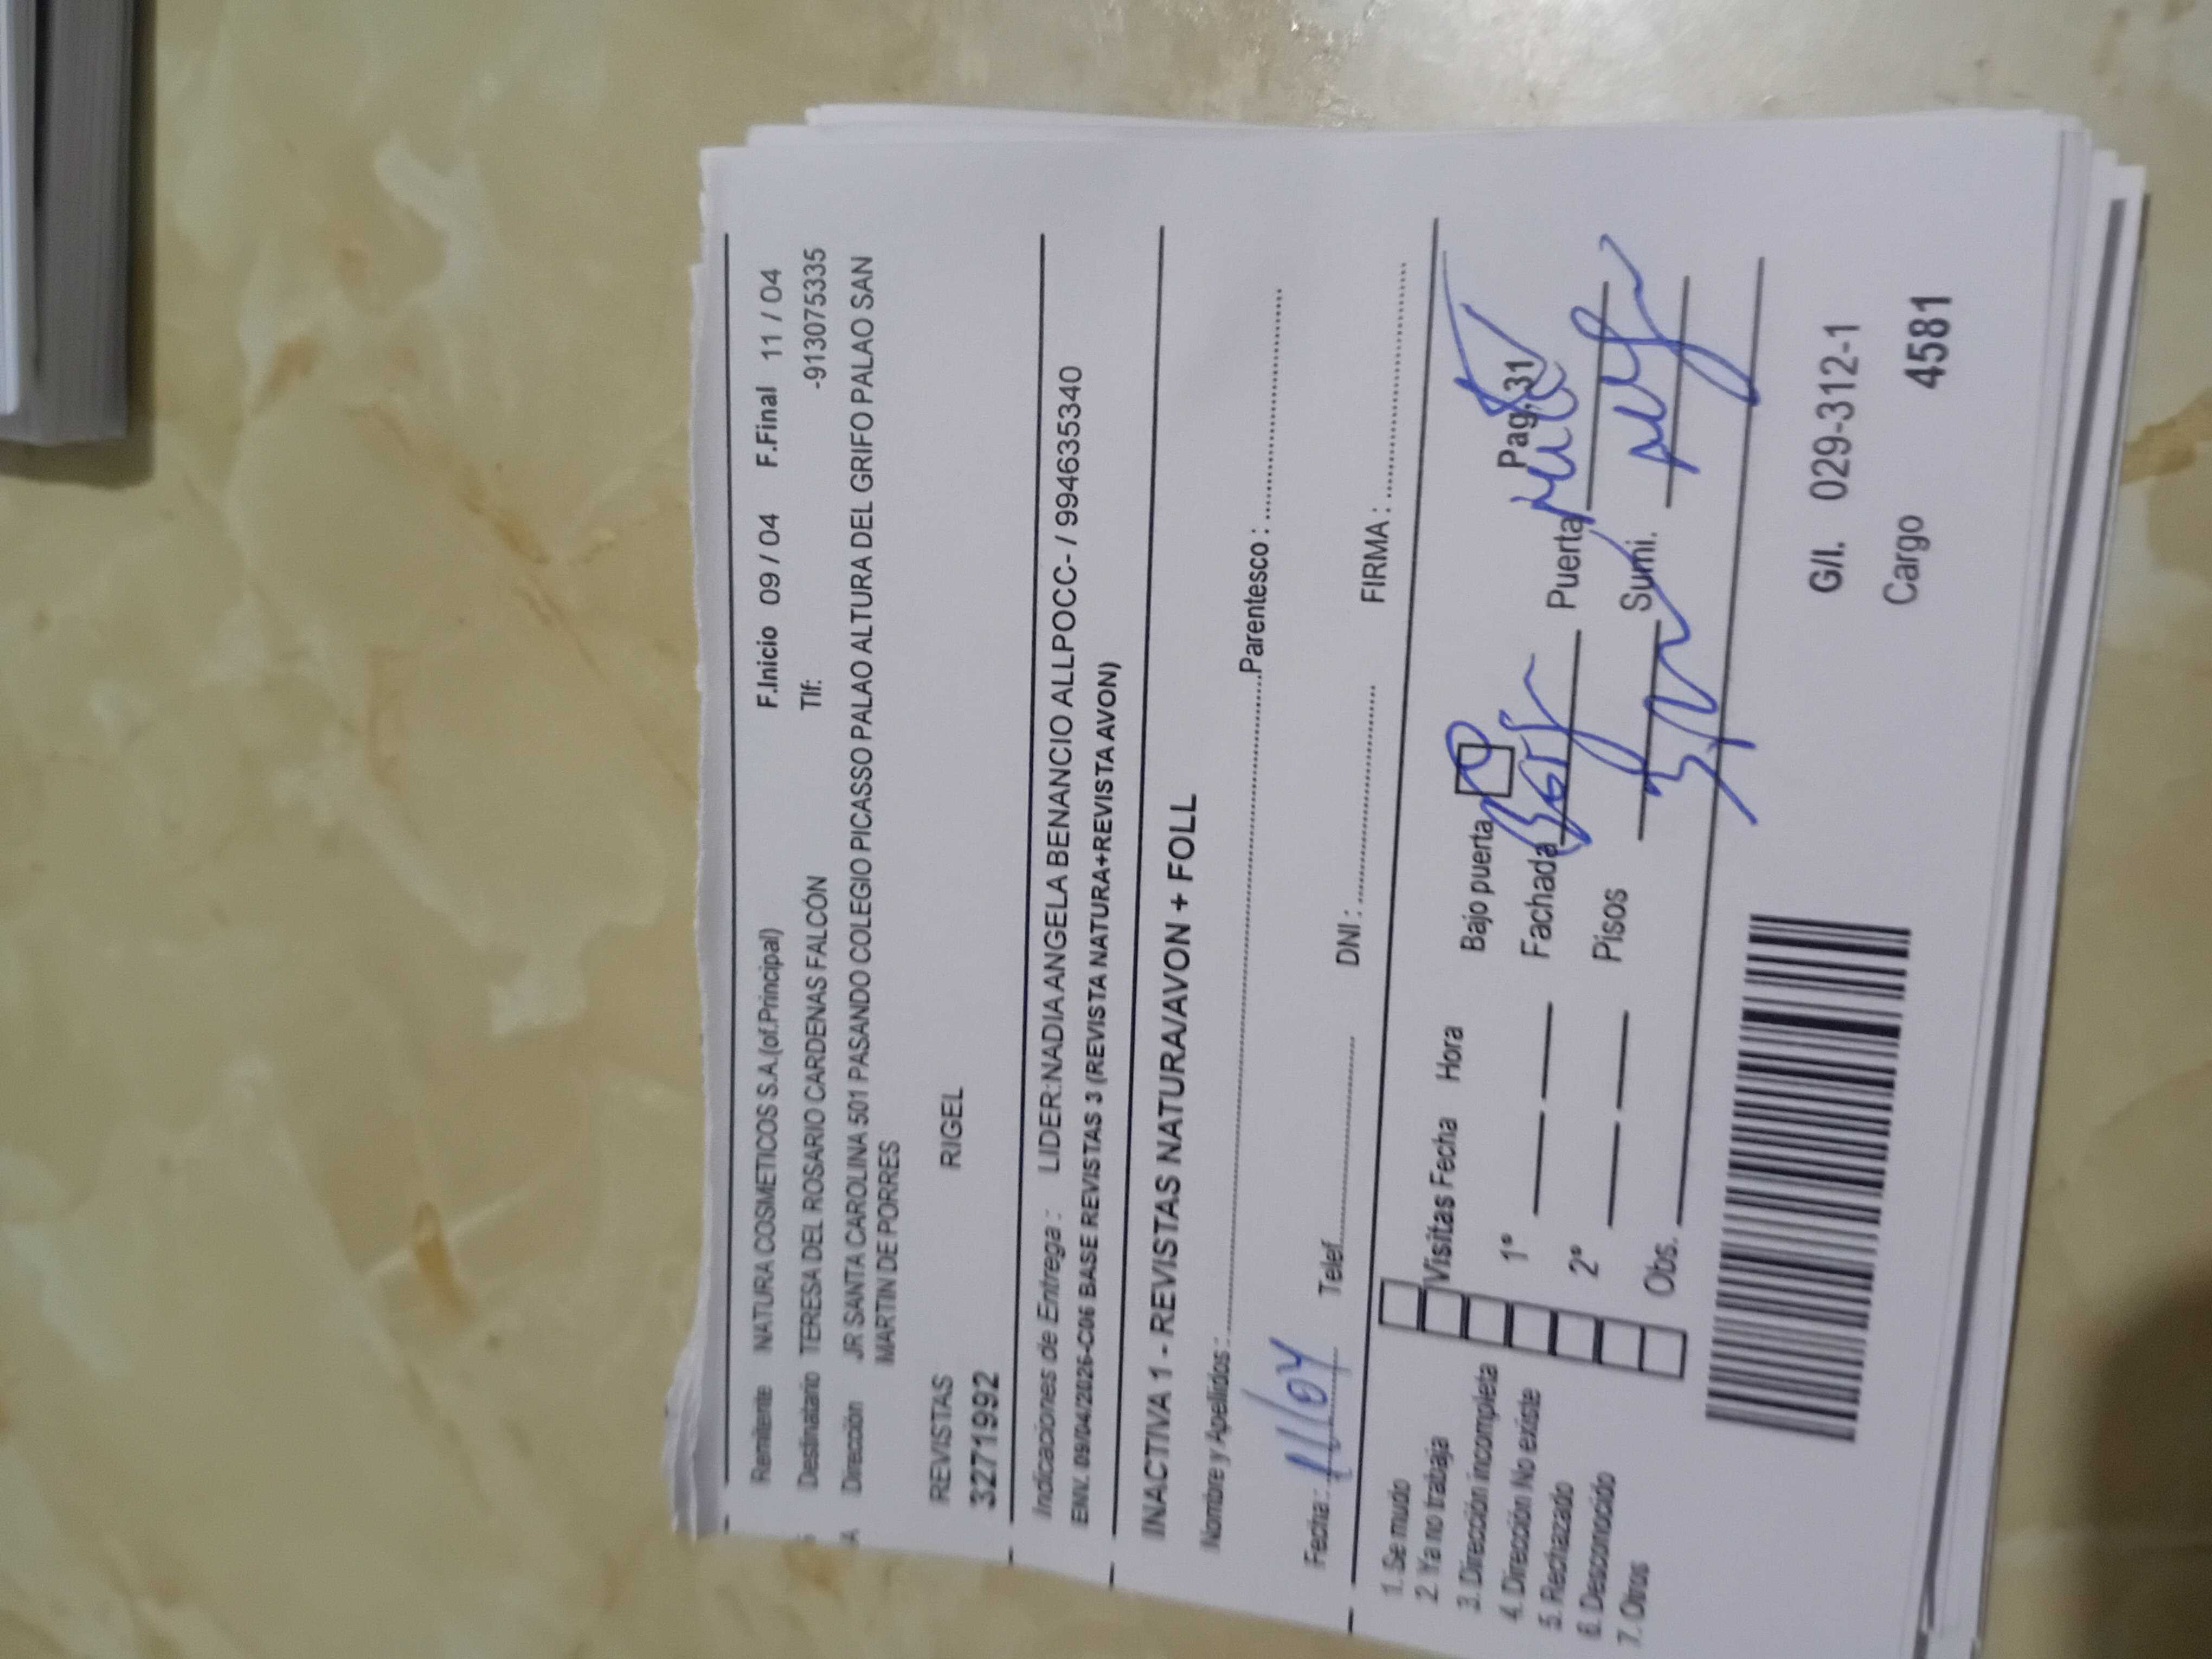 Remitente NATURA COSMETICOS S.A.(of.Principal) F.Inicio 09 / 04 F.Final 11 / 04
Destinatario TERESA DEL ROSARIO CARDENAS FALCÓN Tlf: -913075335
Dirección JR SANTA CAROLINA 501 PASANDO COLEGIO PICASSO PALAO ALTURA DEL GRIFO PALAO SAN
MARTIN DE PORRES
REVISTAS RIGEL
3271992
Indicaciones de Entrega : LIDER:NADIA ANGELA BENANCIO ALLPOCC- / 994635340
ENV. 09/04/2026-C06 BASE REVISTAS 3 (REVISTA NATURA+REVISTA AVON)
INACTIVA 1 - REVISTAS NATURA/AVON + FOLL
Nombre y Apellidos : Parentesco :
Fecha : 11/04 Telef. DNI : FIRMA :
1. Se mudo
2. Ya no trabaja
3. Dirección incompleta
4. Dirección No existe
5. Rechazado
6. Desconocido
7. Otros
Visitas Fecha Hora Bajo puerta Pag. 31
1° Fachada Puerta
2° Pisos Sumi.
Obs.
G/I. 029-312-1
Cargo 4581